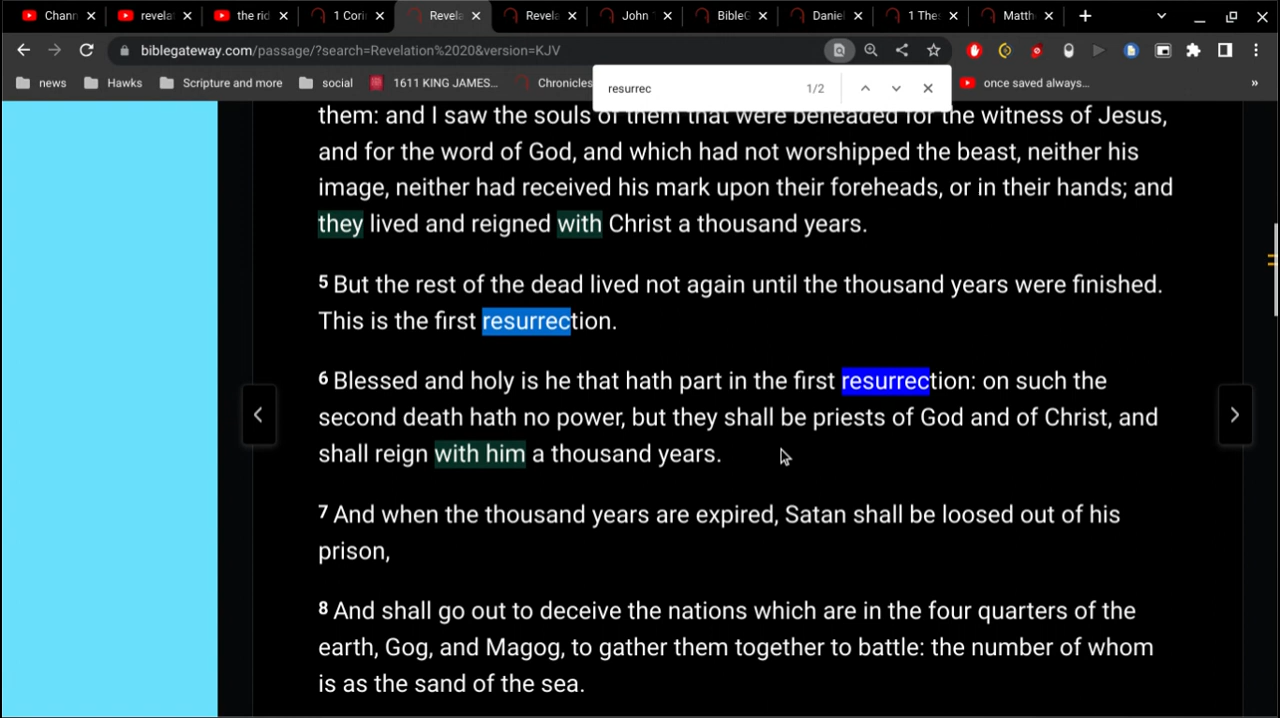 Chann
revela
the rid
1 Cori
Revela
Revela
John
BibleG
Daniel
1 Thes
Matth
biblegateway.com/passage/?search=Revelation%2020&version=KJV
news Hawks Scripture and more social 1611 KING JAMES... Chronicles once saved always...
resurrec 1/2
them: and I saw the souls of them that were beheaded for the witness of Jesus,
and for the word of God, and which had not worshipped the beast, neither his
image, neither had received his mark upon their foreheads, or in their hands; and
they lived and reigned with Christ a thousand years.
5 But the rest of the dead lived not again until the thousand years were finished.
This is the first resurrection.
6 Blessed and holy is he that hath part in the first resurrection: on such the
second death hath no power, but they shall be priests of God and of Christ, and
shall reign with him a thousand years.
7 And when the thousand years are expired, Satan shall be loosed out of his
prison,
8 And shall go out to deceive the nations which are in the four quarters of the
earth, Gog, and Magog, to gather them together to battle: the number of whom
is as the sand of the sea.